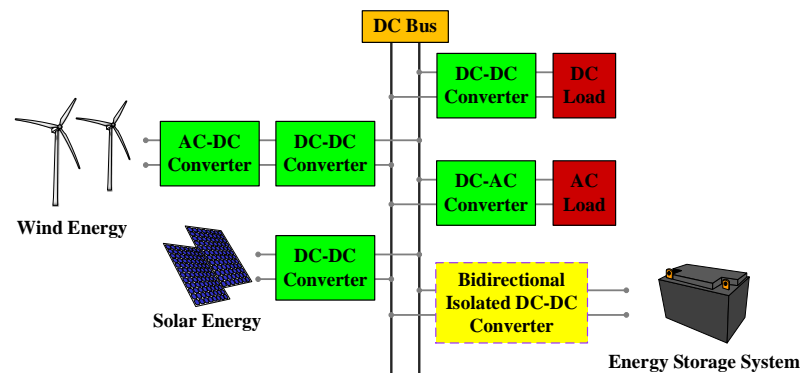 DC Bus
DC-DC
Converter
DC
Load
AC-DC
Converter
DC-DC
Converter
Wind Energy
DC-AC
Converter
AC
Load
DC-DC
Converter
Solar Energy
Bidirectional
Isolated DC-DC
Converter
Energy Storage System